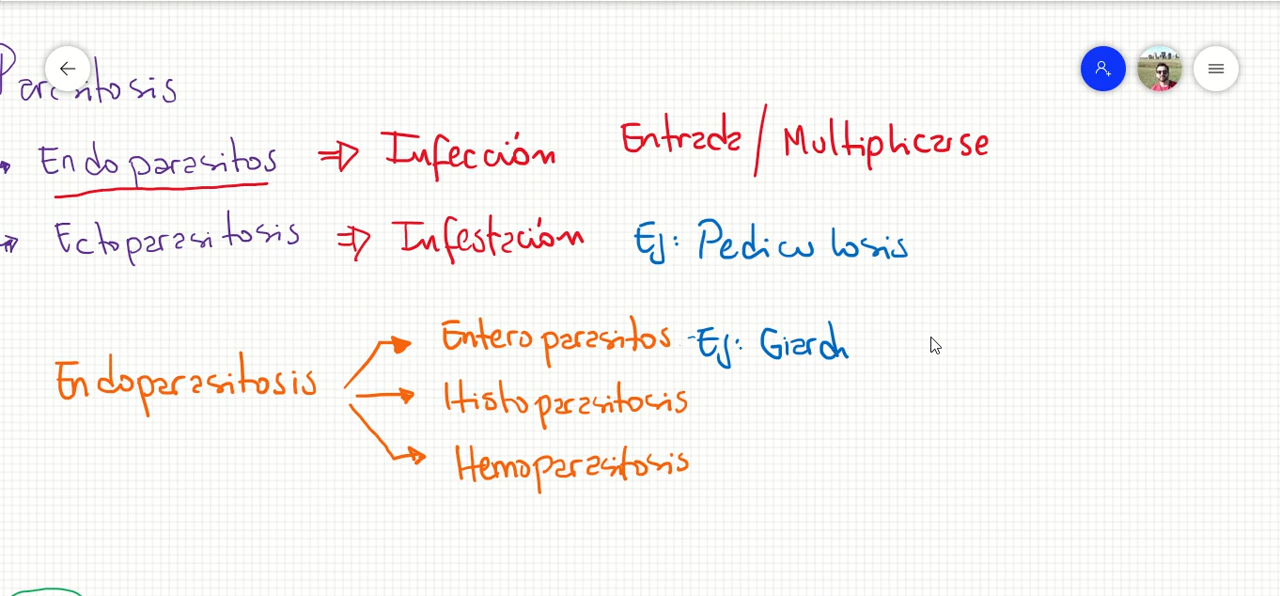 Parasitosis
Endoparasitos ⇒ Infección Entrada / Multiplicarse
Ectoparasitosis ⇒ Infestación Ej: Pediculosis
Enteroparasitos Ej: Giard
Endoparasitosis Histoparasitosis
Hemoparasitosis